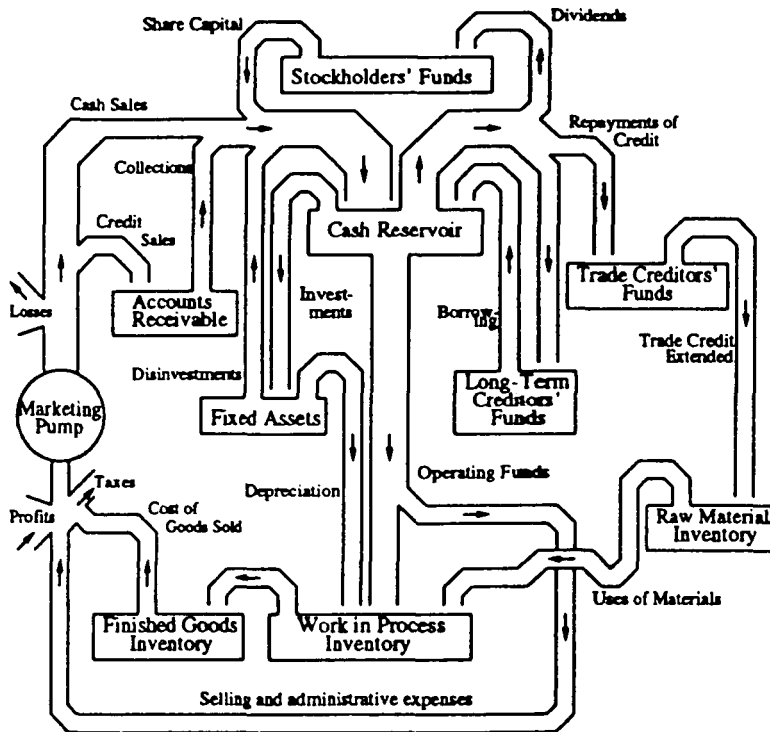 Share Capital
Dividends
Stockholders' Funds
Cash Sales
Repayments of
Credit
Collections
Credit
Sales
Cash Reservoir
Trade Creditors'
Funds
Losses
Accounts
Receivable
Invest-
ments
Borrow-
ing
Trade Credit
Extended
Disinvestments
Marketing
Pump
Fixed Assets
Long-Term
Creditors'
Funds
Taxes
Depreciation
Operating Funds
Profits
Cost of
Goods Sold
Raw Material
Inventory
Uses of Materials
Finished Goods
Inventory
Work in Process
Inventory
Selling and administrative expenses